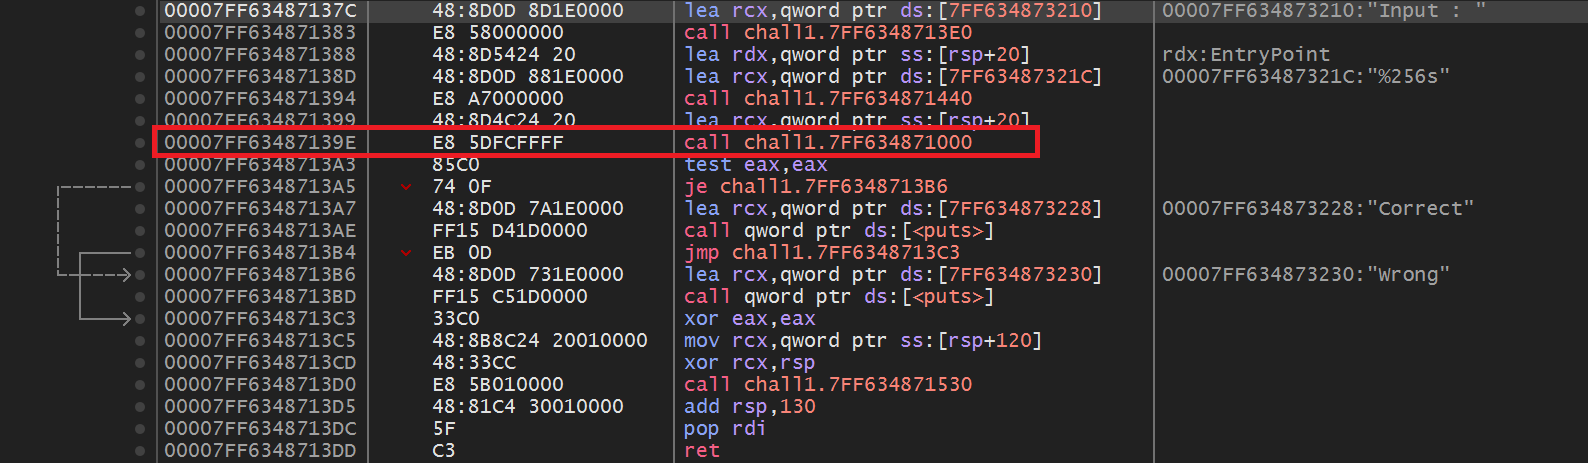 00007FF63487137C 48:8D0D 8D1E0000 lea rcx,qword ptr ds:[7FF634873210] 00007FF634873210:"Input : "
00007FF634871383 E8 58000000 call chall1.7FF6348713E0
00007FF634871388 48:8D5424 20 lea rdx,qword ptr ss:[rsp+20] rdx:EntryPoint
00007FF63487138D 48:8D0D 881E0000 lea rcx,qword ptr ds:[7FF63487321C] 00007FF63487321C:"%256s"
00007FF634871394 E8 A7000000 call chall1.7FF634871440
00007FF634871399 48:8D4C24 20 lea rcx,qword ptr ss:[rsp+20]
00007FF63487139E E8 5DFCFFFF call chall1.7FF634871000
00007FF6348713A3 85C0 test eax,eax
00007FF6348713A5 74 0F je chall1.7FF6348713B6
00007FF6348713A7 48:8D0D 7A1E0000 lea rcx,qword ptr ds:[7FF634873228] 00007FF634873228:"Correct"
00007FF6348713AE FF15 D41D0000 call qword ptr ds:[<puts>]
00007FF6348713B4 EB 0D jmp chall1.7FF6348713C3
00007FF6348713B6 48:8D0D 731E0000 lea rcx,qword ptr ds:[7FF634873230] 00007FF634873230:"Wrong"
00007FF6348713BD FF15 C51D0000 call qword ptr ds:[<puts>]
00007FF6348713C3 33C0 xor eax,eax
00007FF6348713C5 48:8B8C24 20010000 mov rcx,qword ptr ss:[rsp+120]
00007FF6348713CD 48:33CC xor rcx,rsp
00007FF6348713D0 E8 5B010000 call chall1.7FF634871530
00007FF6348713D5 48:81C4 30010000 add rsp,130
00007FF6348713DC 5F pop rdi
00007FF6348713DD C3 ret